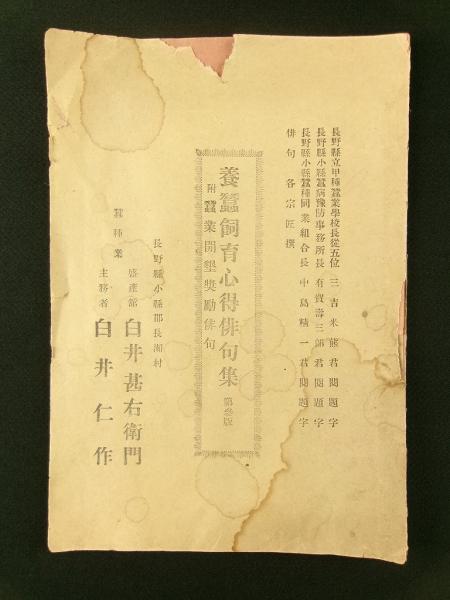 長野縣立甲種蠶業學校長從五位 三吉米熊君閲題字
長野縣小縣蠶病豫防事務所長 有賀壽三郎君閲題字
長野縣小縣蠶種同業組合長 中島精一君閲題字
俳句 各宗匠撰
養蠶飼育心得俳句集 第參版
附 蠶業開墾奬勵俳句
長野縣小縣郡長瀬村
蠶種業
盛產館 白井甚右衛門
主務者 白井仁作